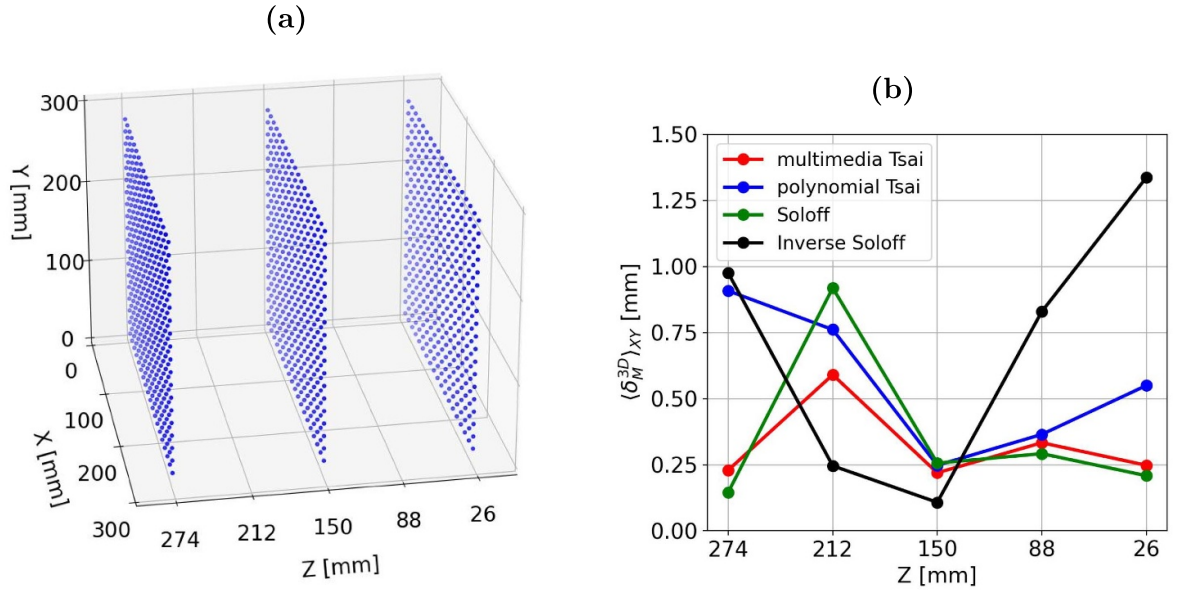 (a)
300
200
100
0
Y [mm]
0
100
200
300
X [mm]
274
212
150
88
26
Z [mm]
(b)
1.50
1.25
1.00
0.75
0.50
0.25
0.00
⟨δ_M^{3D}⟩_{XY} [mm]
multimedia Tsai
polynomial Tsai
Soloff
Inverse Soloff
274 212 150 88 26
Z [mm]